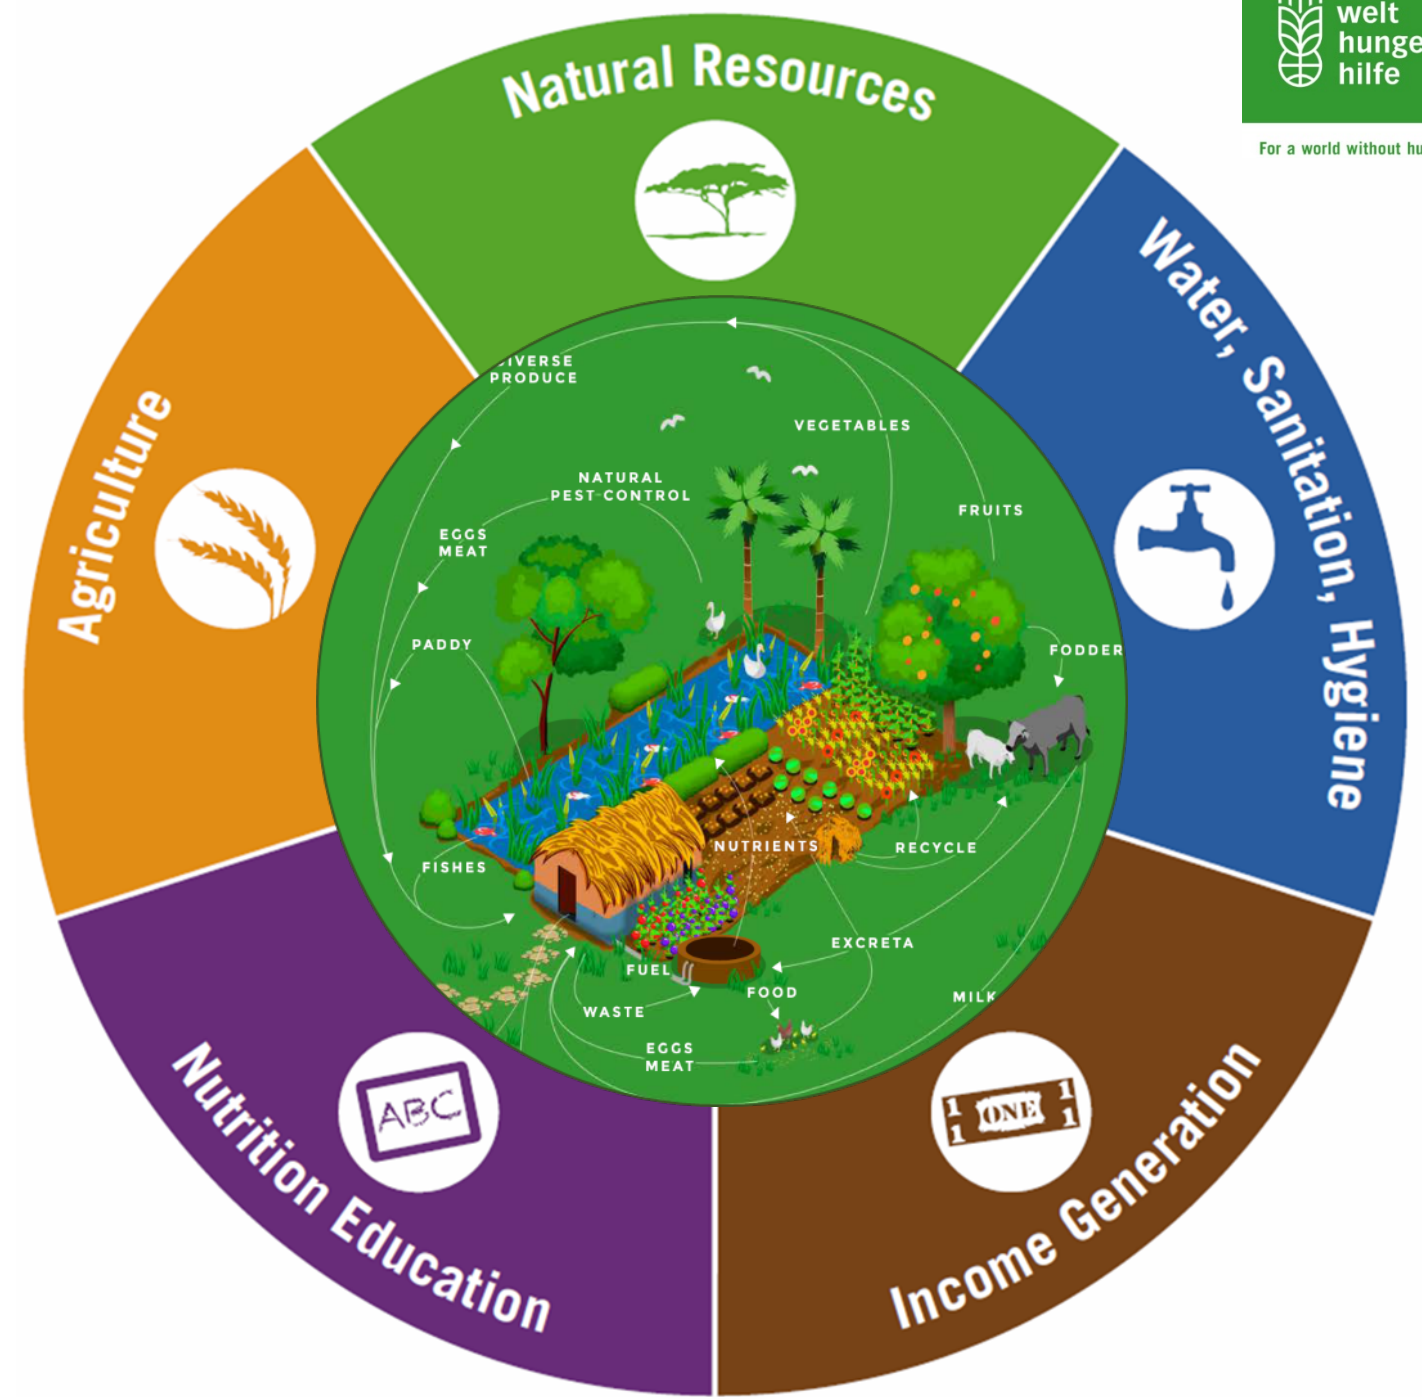 welt
hunge
hilfe
For a world without hu
Natural Resources
Water, Sanitation, Hygiene
Agriculture
Nutrition Education
Income Generation
ABC
1 ONE 1
1 1
IVERSE
PRODUCE
VEGETABLES
NATURAL
PEST-CONTROL
FRUITS
EGGS
MEAT
PADDY
FODDER
FISHES
NUTRIENTS
RECYCLE
EXCRETA
FUEL
FOOD
MILK
WASTE
EGGS
MEAT